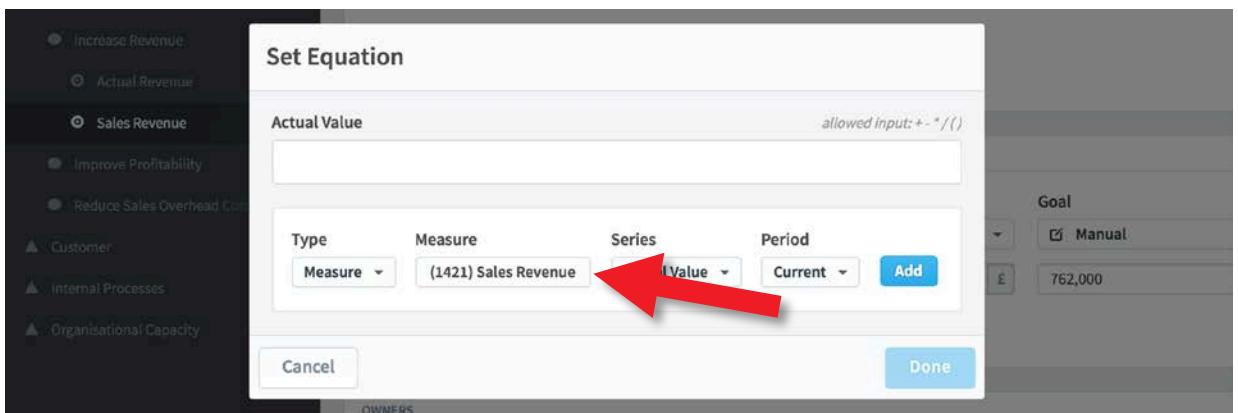 Increase Revenue
Actual Revenue
Sales Revenue
Improve Profitability
Reduce Sales Overhead
Customer
Internal Processes
Organisational Capacity
Set Equation
Actual Value
allowed input: + - * / ( )
Type Measure Series Period
Measure (1421) Sales Revenue Value Current Add
Cancel Done
Goal
Manual
£ 762,000
OWNERS